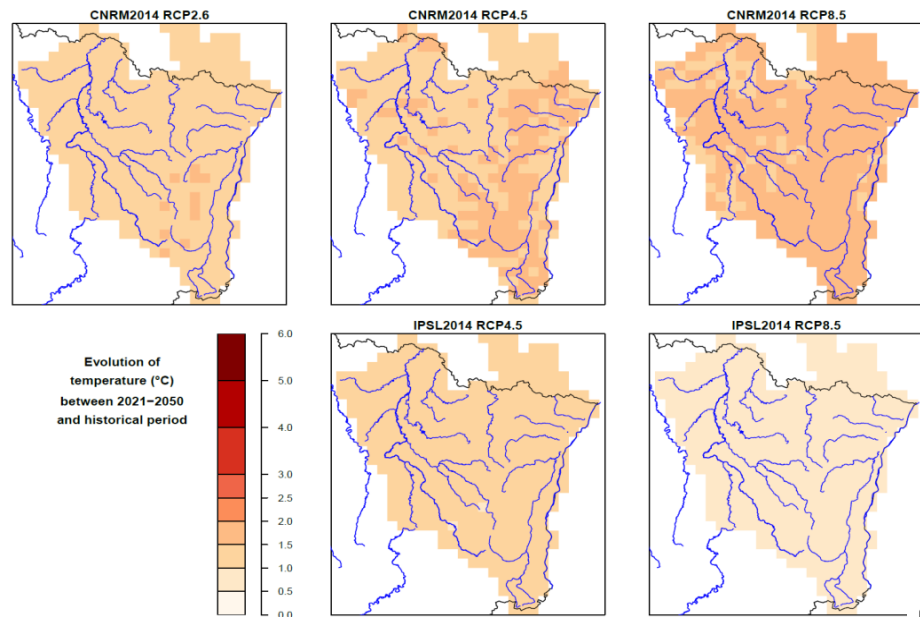 CNRM2014 RCP2.6
CNRM2014 RCP4.5
CNRM2014 RCP8.5
IPSL2014 RCP4.5
IPSL2014 RCP8.5
Evolution of
temperature (°C)
between 2021−2050
and historical period
6.0
5.0
4.0
3.0
2.5
2.0
1.5
1.0
0.5
0.0